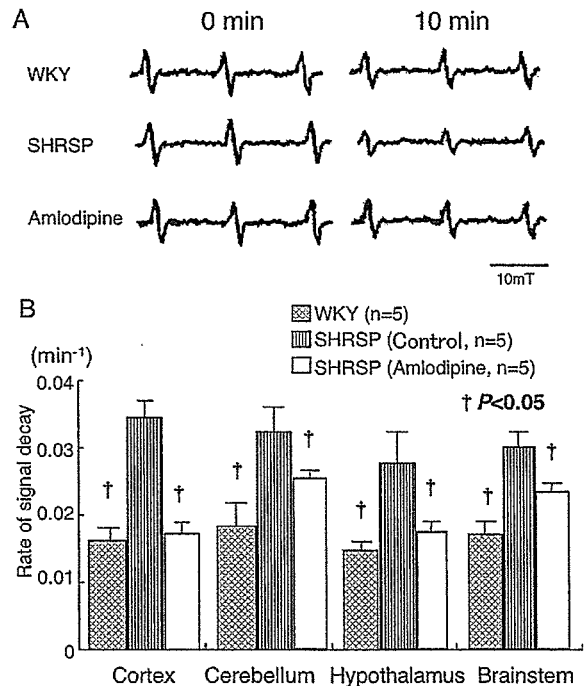 A
0 min 10 min
WKY
SHRSP
Amlodipine
10mT
B
WKY (n=5)
SHRSP (Control, n=5)
SHRSP (Amlodipine, n=5)
(min⁻¹)
† P<0.05
Rate of signal decay
0.04
0.03
0.02
0.01
0
† † † † † † † †
Cortex Cerebellum Hypothalamus Brainstem